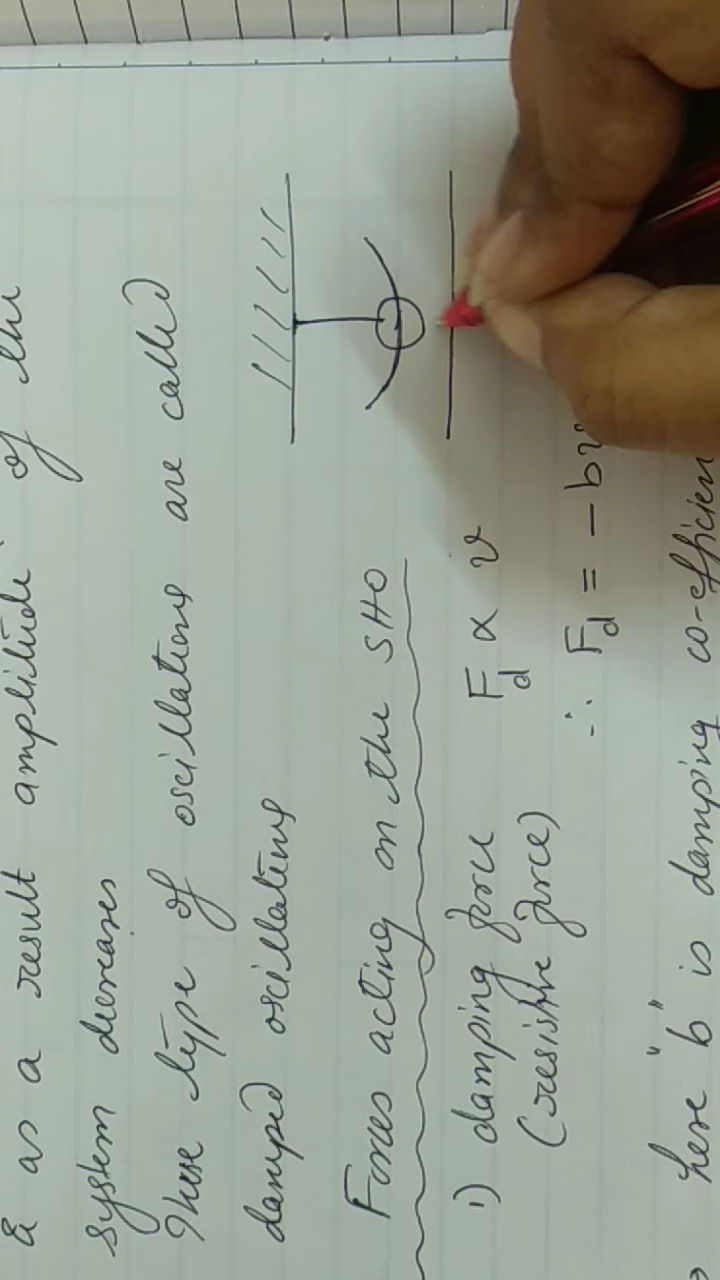 & as a result amplitude of the
system decreases
These type of oscillations are called
damped oscillations
Forces acting on the SHO
1) damping force F_d ∝ v
(resistive force) ∴ F_d = - bv
here "b" is damping co-efficien